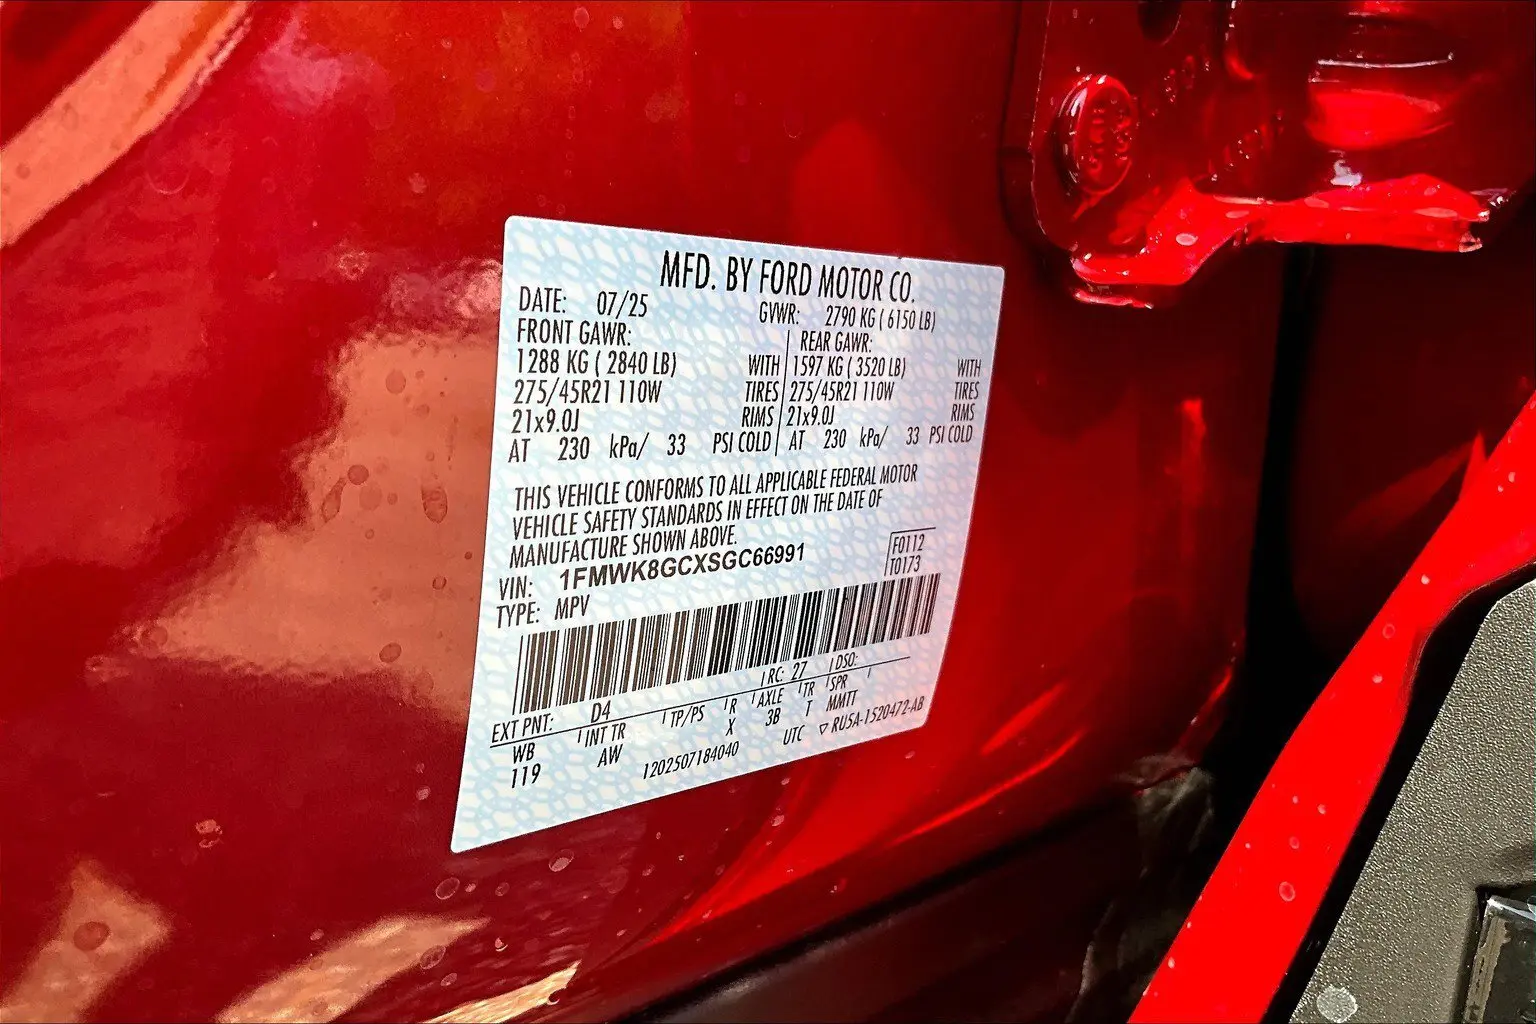 MFD. BY FORD MOTOR CO.
DATE: 07/25 GVWR: 2790 KG ( 6150 LB)
FRONT GAWR: REAR GAWR:
1288 KG ( 2840 LB) WITH 1597 KG ( 3520 LB) WITH
275/45R21 110W TIRES 275/45R21 110W TIRES
21x9.0J RIMS 21x9.0J RIMS
AT 230 kPa/ 33 PSI COLD AT 230 kPa/ 33 PSI COLD
THIS VEHICLE CONFORMS TO ALL APPLICABLE FEDERAL MOTOR
VEHICLE SAFETY STANDARDS IN EFFECT ON THE DATE OF
MANUFACTURE SHOWN ABOVE.
VIN: 1FMWK8GCXSGC66991 F0112
TYPE: MPV T0173
EXT PNT: D4 RC: 27 DSO:
WB INT TR TP/PS R AXLE TR SPR
119 AW X 3B T MMTT
1202507184040 UTC ▽ RU5A-1520472-AB